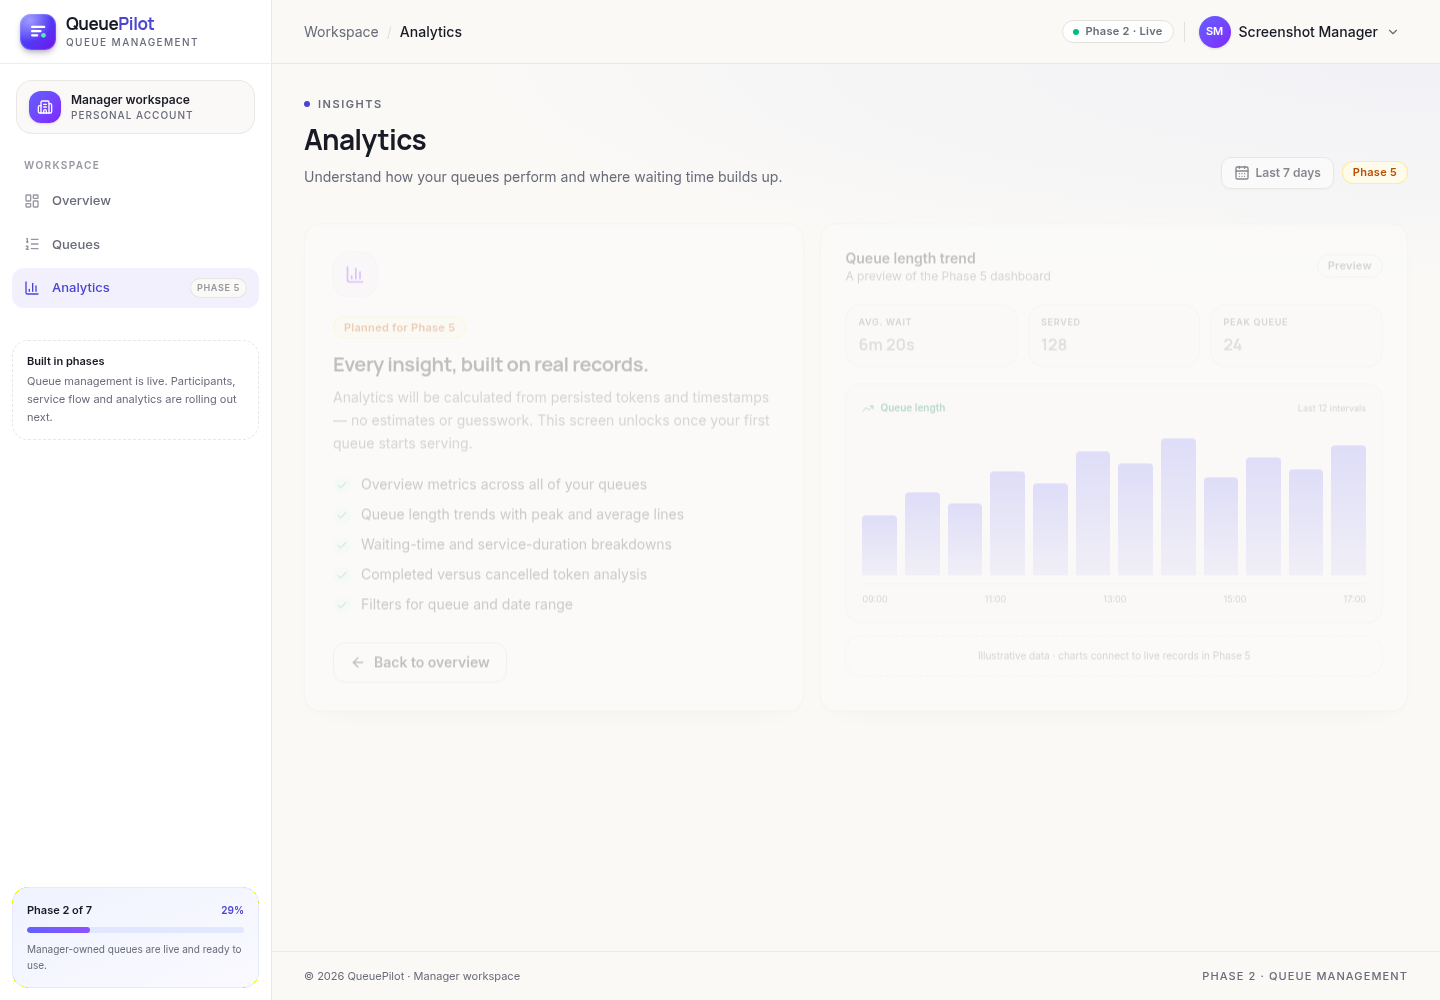 QueuePilot
QUEUE MANAGEMENT
Manager workspace
PERSONAL ACCOUNT
WORKSPACE
Overview
Queues
Analytics PHASE 5
Built in phases
Queue management is live. Participants,
service flow and analytics are rolling out
next.
Phase 2 of 7 29%
Manager-owned queues are live and ready to
use.
Workspace / Analytics
Phase 2 · Live
SM Screenshot Manager
INSIGHTS
Analytics
Understand how your queues perform and where waiting time builds up.
Last 7 days Phase 5
Planned for Phase 5
Every insight, built on real records.
Analytics will be calculated from persisted tokens and timestamps
— no estimates or guesswork. This screen unlocks once your first
queue starts serving.
Overview metrics across all of your queues
Queue length trends with peak and average lines
Waiting-time and service-duration breakdowns
Completed versus cancelled token analysis
Filters for queue and date range
Back to overview
Queue length trend
A preview of the Phase 5 dashboard
Preview
AVG. WAIT SERVED PEAK QUEUE
6m 20s 128 24
Queue length Last 12 intervals
09:00 11:00 13:00 15:00 17:00
Illustrative data · charts connect to live records in Phase 5
© 2026 QueuePilot · Manager workspace
PHASE 2 · QUEUE MANAGEMENT